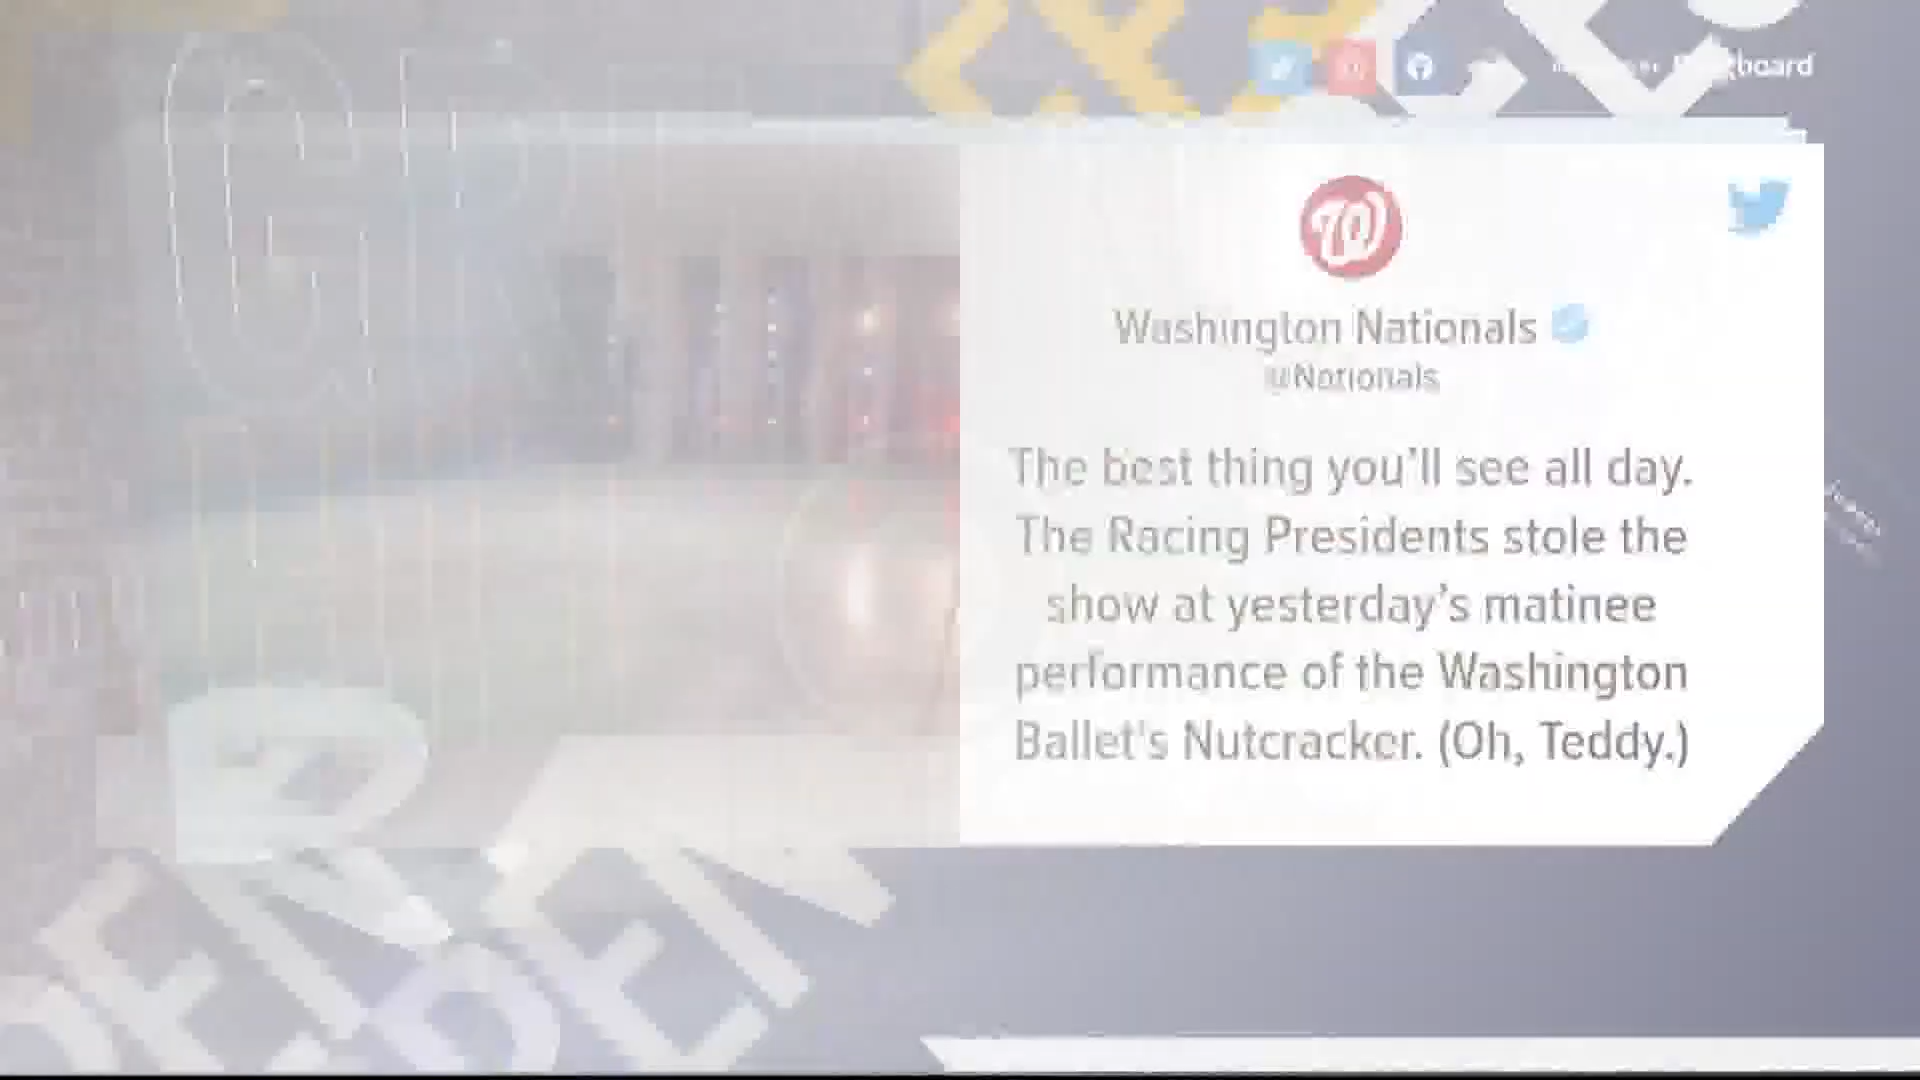 Washington Nationals
@Nationals
The best thing you'll see all day.
The Racing Presidents stole the
show at yesterday's matinee
performance of the Washington
Ballet's Nutcracker. (Oh, Teddy.)